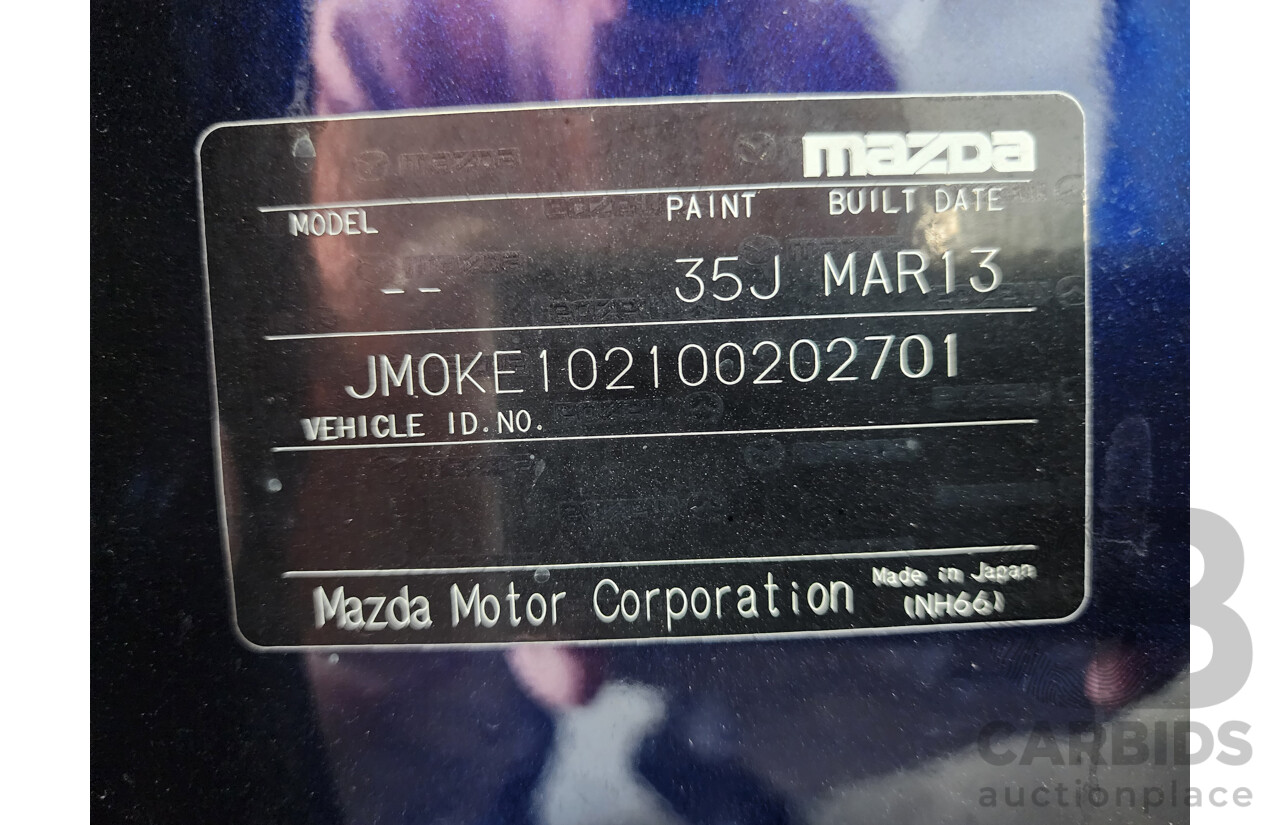 mazda
MODEL PAINT BUILT DATE
-- 35J MAR13
JM0KE102100202701
VEHICLE ID.NO.
Mazda Motor Corporation Made in Japan
(NH66)
CARBIDS
auctionplace